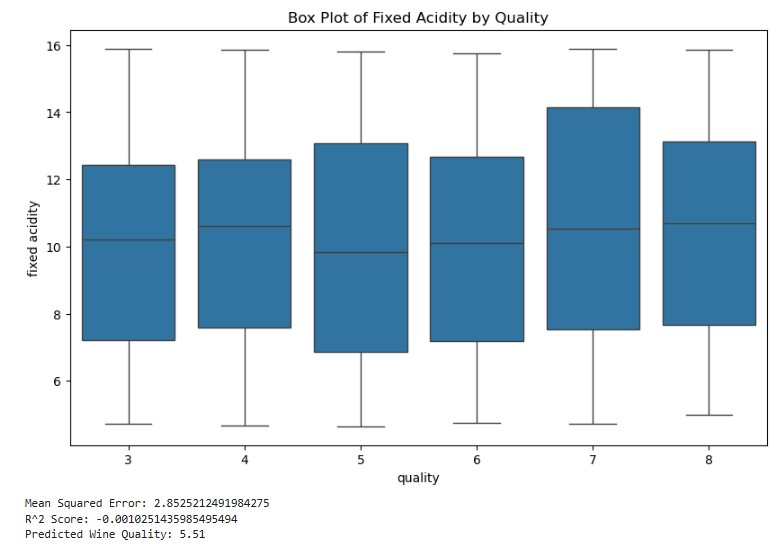 Box Plot of Fixed Acidity by Quality
16
14
12
10
8
6
fixed acidity
3 4 5 6 7 8
quality
Mean Squared Error: 2.8525212491984275
R^2 Score: -0.0010251435985495494
Predicted Wine Quality: 5.51